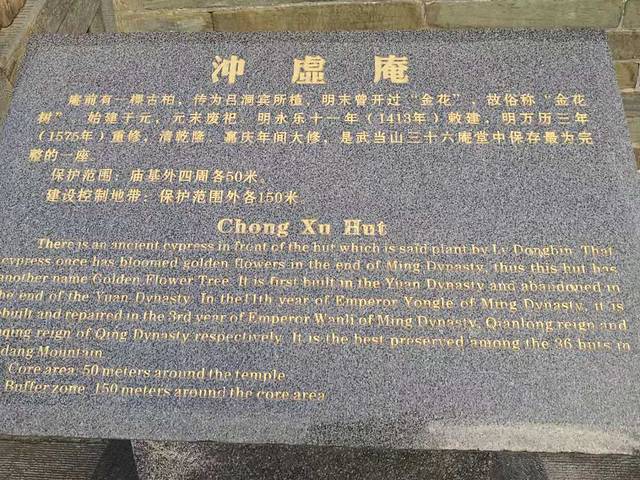 冲虚庵
庵前有一棵古柏，传为吕洞宾所植，明末曾开过“金花”，故俗称“金花
树”。始建于元，元末废祀。明永乐十一年（1413年）敕建，明万历三年
（1575年）重修，清乾隆、嘉庆年间大修，是武当山三十六庵堂中保存最为完
整的一座。
保护范围：庙基外四周各50米．
建设控制地带：保护范围外各150米．
Chong Xu Hut
There is an ancient cypress in front of the hut which is said plant by Lv Dongbin. That
cypress once has bloomed golden flowers in the end of Ming Dynasty, thus this hut has
another name Golden Flower Tree. It is first built in the Yuan Dynasty and abandoned in
the end of the Yuan Dynasty. In the11th year of Emperor Yongle of Ming Dynasty, it is
ebuilt and repaired in the 3rd year of Emperor Wanli of Ming Dynasty, Qianlong reign and
aqing reign of Qing Dynasty respectively. It is the best preserved among the 36 huts in
dang Mountain.
Core area: 50 meters around the temple
Buffer zone: 150 meters around the core area